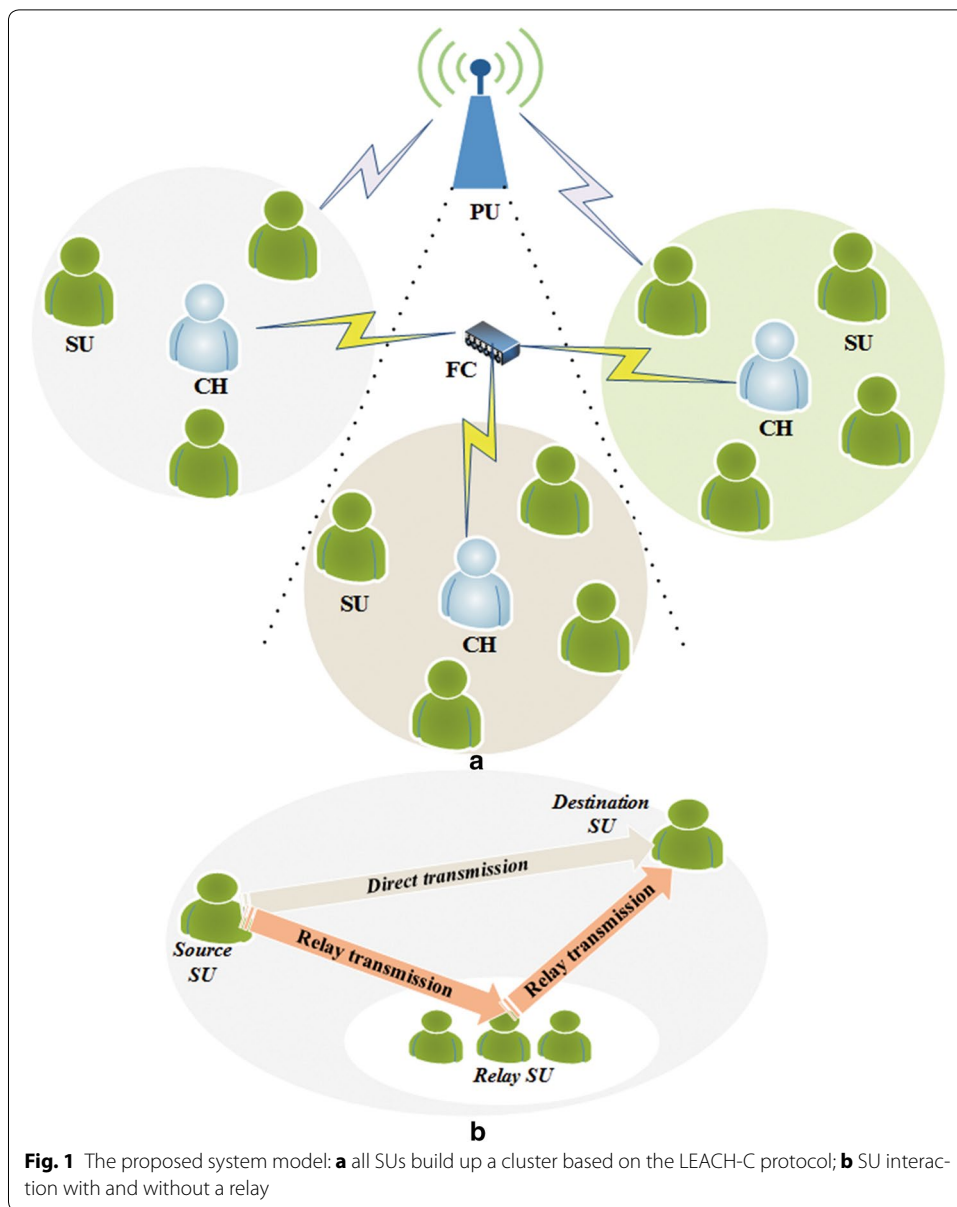 PU
SU
CH
FC
SU
CH
SU
CH
a
Destination
SU
Direct transmission
Source
SU
Relay transmission
Relay transmission
Relay SU
b
Fig. 1 The proposed system model: a all SUs build up a cluster based on the LEACH-C protocol; b SU interac-
tion with and without a relay